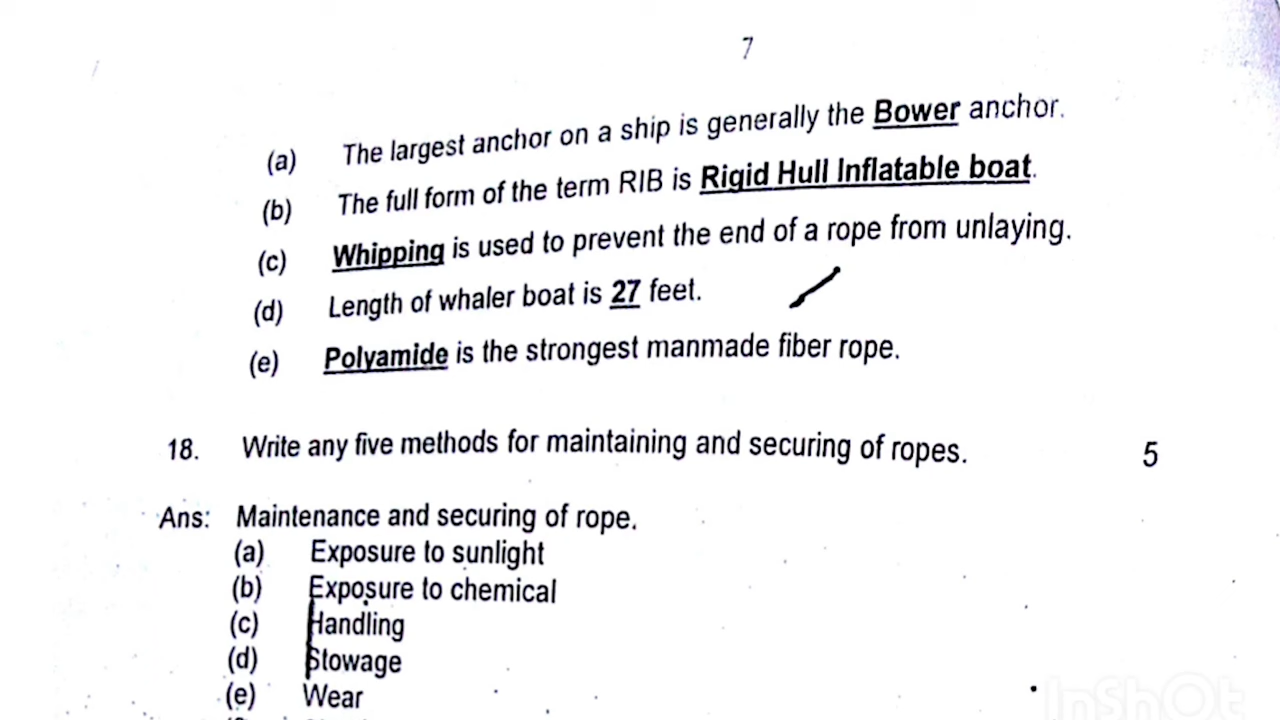 7
(a) The largest anchor on a ship is generally the Bower anchor.
(b) The full form of the term RIB is Rigid Hull Inflatable boat.
(c) Whipping is used to prevent the end of a rope from unlaying.
(d) Length of whaler boat is 27 feet.
(e) Polyamide is the strongest manmade fiber rope.
18. Write any five methods for maintaining and securing of ropes. 5
Ans: Maintenance and securing of rope.
(a) Exposure to sunlight
(b) Exposure to chemical
(c) Handling
(d) Stowage
(e) Wear
InShOt